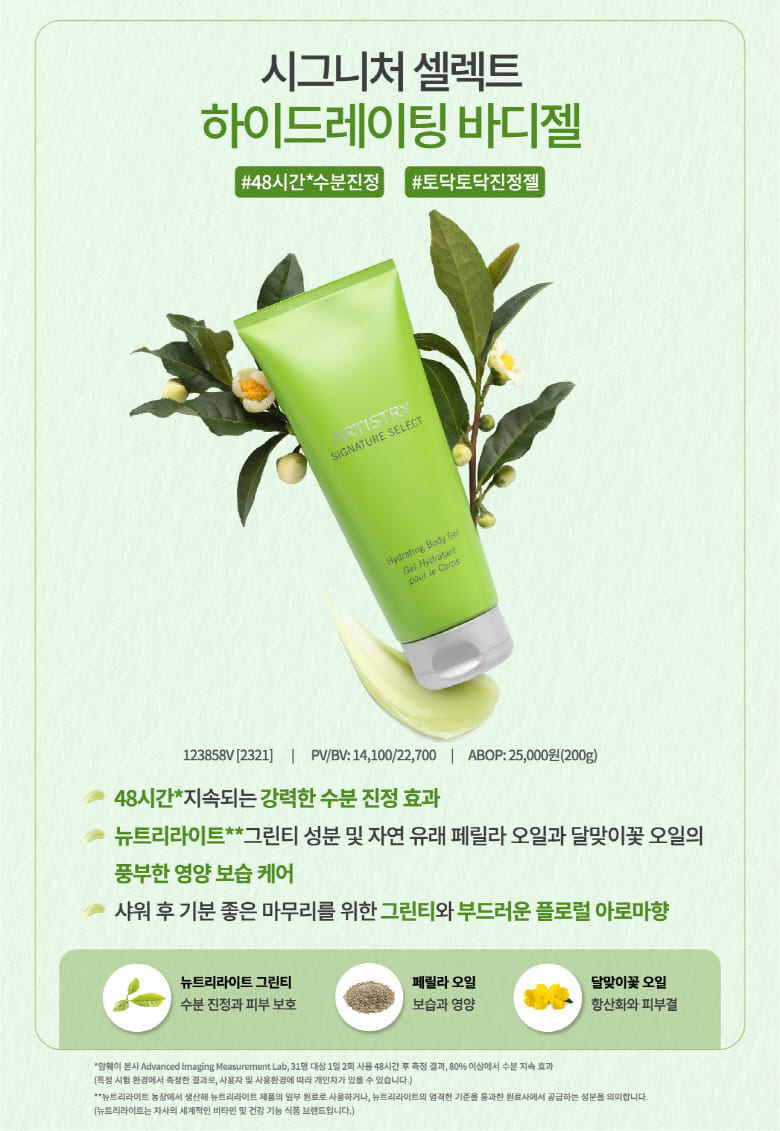 시그니처 셀렉트
하이드레이팅 바디젤
#48시간*수분진정 #토닥토닥진정젤
ARTISTRY
SIGNATURE SELECT
Hydrating Body Gel
Gel Hydratant
pour le Corps
123858V [2321] | PV/BV: 14,100/22,700 | ABOP: 25,000원(200g)
48시간*지속되는 강력한 수분 진정 효과
뉴트리라이트**그린티 성분 및 자연 유래 페릴라 오일과 달맞이꽃 오일의
풍부한 영양 보습 케어
샤워 후 기분 좋은 마무리를 위한 그린티와 부드러운 플로럴 아로마향
뉴트리라이트 그린티
수분 진정과 피부 보호
페릴라 오일
보습과 영양
달맞이꽃 오일
항산화와 피부결
*암웨이 본사 Advanced Imaging Measurement Lab, 31명 대상 1일 2회 사용 48시간 후 측정 결과, 80% 이상에서 수분 지속 효과
(특정 시험 환경에서 측정한 결과로, 사용자 및 사용환경에 따라 개인차가 있을 수 있습니다.)
**뉴트리라이트 농장에서 생산해 뉴트리라이트 제품의 일부 원료로 사용하거나, 뉴트리라이트의 엄격한 기준을 통과한 원료사에서 공급하는 성분을 의미합니다.
(뉴트리라이트는 자사의 세계적인 비타민 및 건강 기능 식품 브랜드입니다.)